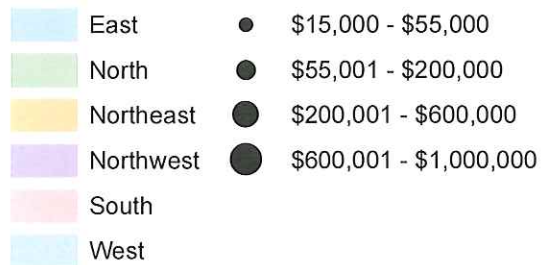 East $15,000 - $55,000
North $55,001 - $200,000
Northeast $200,001 - $600,000
Northwest $600,001 - $1,000,000
South
West